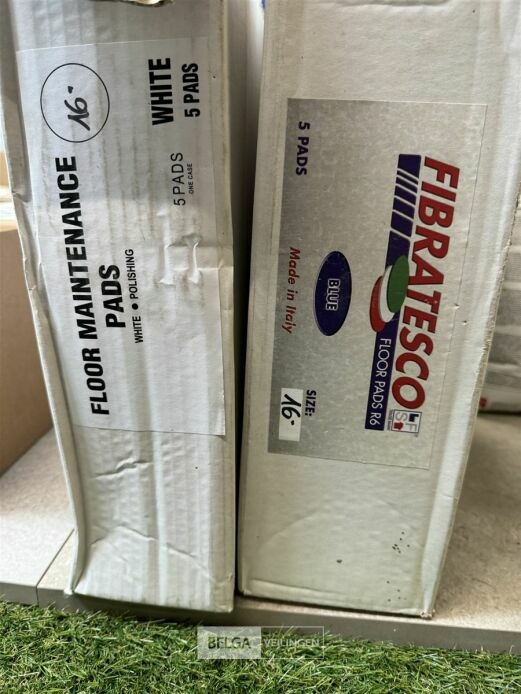 16-
FLOOR MAINTENANCE
PADS
WHITE • POLISHING
5 PADS
ONE CASE
WHITE
5 PADS
FIBRATESCO
FLOOR PADS R6
LFS
5 PADS
BLUE
Made in Italy
SIZE:
16-
BELGA VEILINGEN